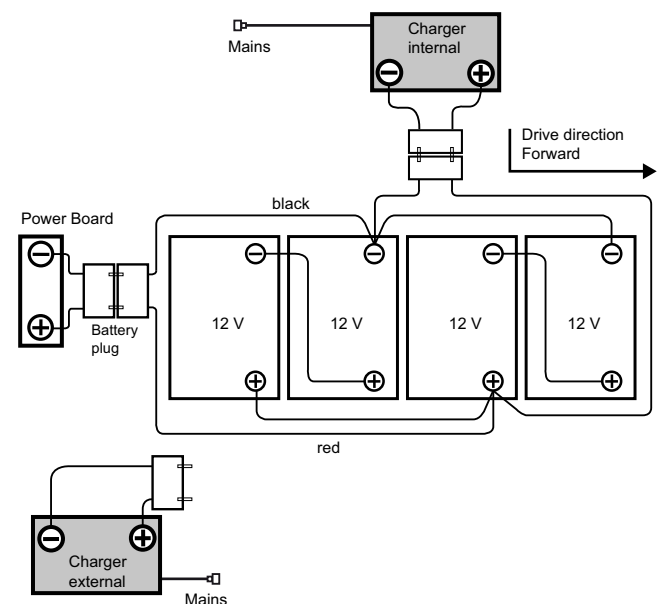 Charger
internal
Mains
Drive direction
Forward
black
Power Board
Battery
plug
12 V
12 V
12 V
12 V
red
Charger
external
Mains